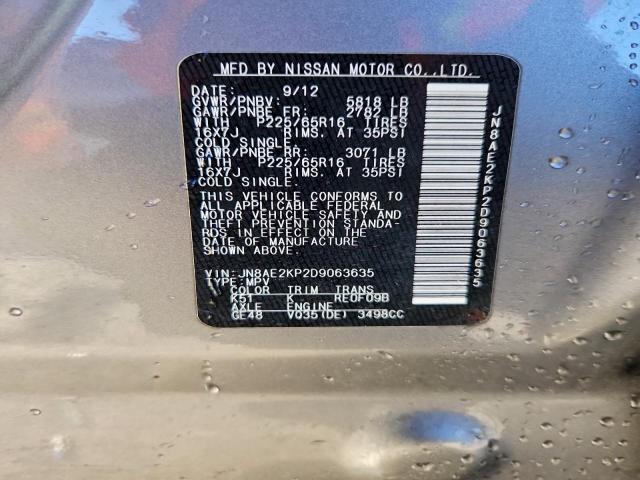 MFD BY NISSAN MOTOR CO.,LTD.
DATE: 9/12
GVWR/PNBV: 5818 LB
GAWR/PNBE FR: 2782 LB
WITH P225/65R16 TIRES
16X7J RIMS. AT 35PSI
COLD SINGLE.
GAWR/PNBE RR: 3071 LB
WITH P225/65R16 TIRES
16X7J RIMS. AT 35PSI
COLD SINGLE.
THIS VEHICLE CONFORMS TO
ALL APPLICABLE FEDERAL
MOTOR VEHICLE SAFETY AND
THEFT PREVENTION STANDA-
RDS IN EFFECT ON THE
DATE OF MANUFACTURE
SHOWN ABOVE.
VIN: JN8AE2KP2D9063635
TYPE: MPV
COLOR TRIM TRANS
K51 K RE0F09B
AXLE ENGINE
GE48 VQ35(DE) 3498CC
JN8AE2KP2D9063635